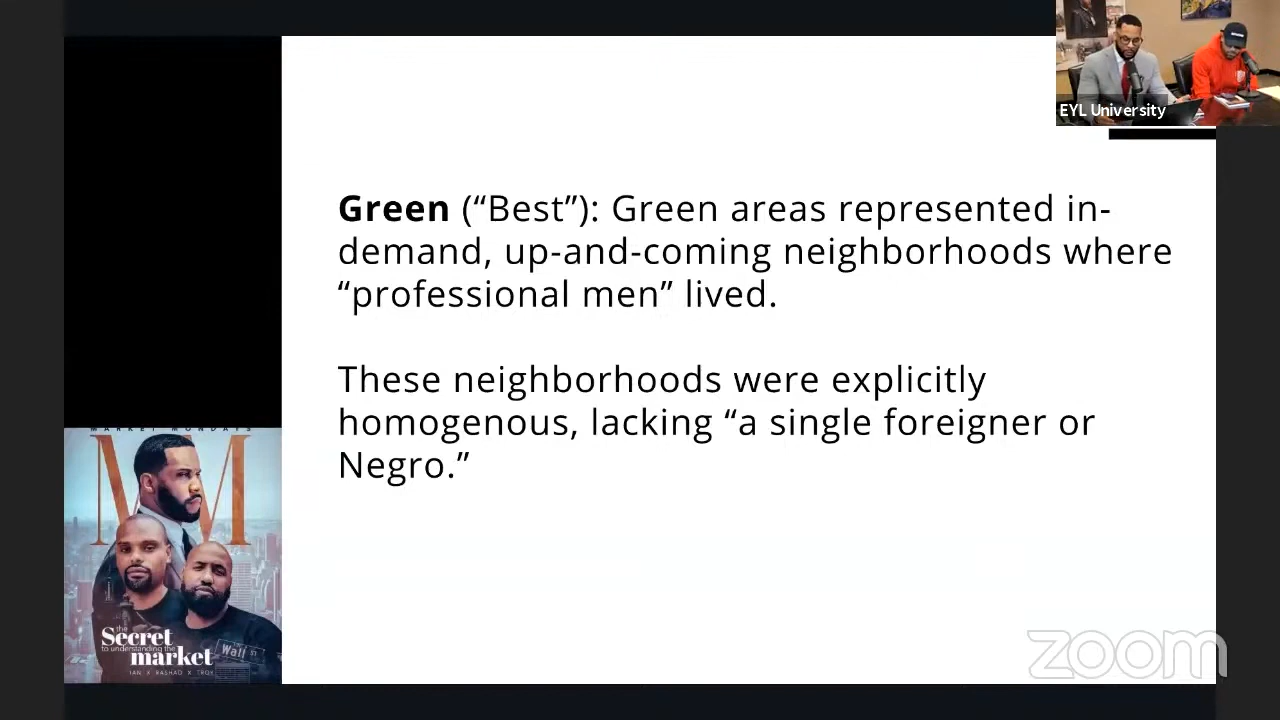 EYL University
Green (“Best”): Green areas represented in-
demand, up-and-coming neighborhoods where
“professional men” lived.
These neighborhoods were explicitly
homogenous, lacking “a single foreigner or
Negro.”
MARKET MONDAYS
M
the
Secret
to understanding the
market
IAN X RASHAD X TROY
Wall
zoom